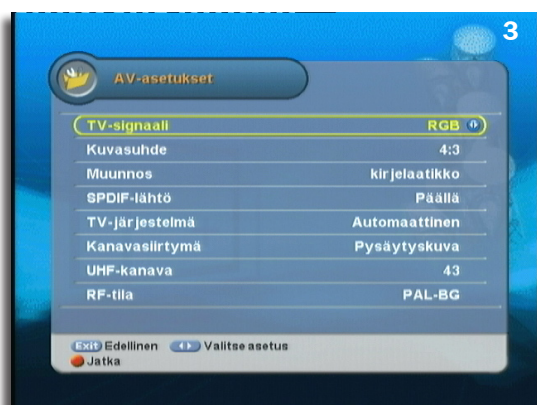 3
AV-asetukset
TV-signaali RGB
Kuvasuhde 4:3
Muunnos kirjelaatikko
SPDIF-lähtö Päällä
TV-järjestelmä Automaattinen
Kanavasiirtymä Pysäytyskuva
UHF-kanava 43
RF-tila PAL-BG
Exit Edellinen Valitse asetus
Jatka